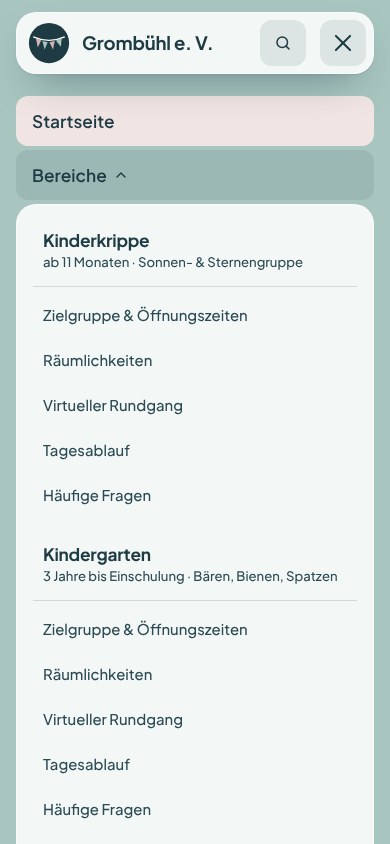 Grombühl e. V.
Startseite
Bereiche
Kinderkrippe
ab 11 Monaten · Sonnen- & Sternengruppe
Zielgruppe & Öffnungszeiten
Räumlichkeiten
Virtueller Rundgang
Tagesablauf
Häufige Fragen
Kindergarten
3 Jahre bis Einschulung · Bären, Bienen, Spatzen
Zielgruppe & Öffnungszeiten
Räumlichkeiten
Virtueller Rundgang
Tagesablauf
Häufige Fragen